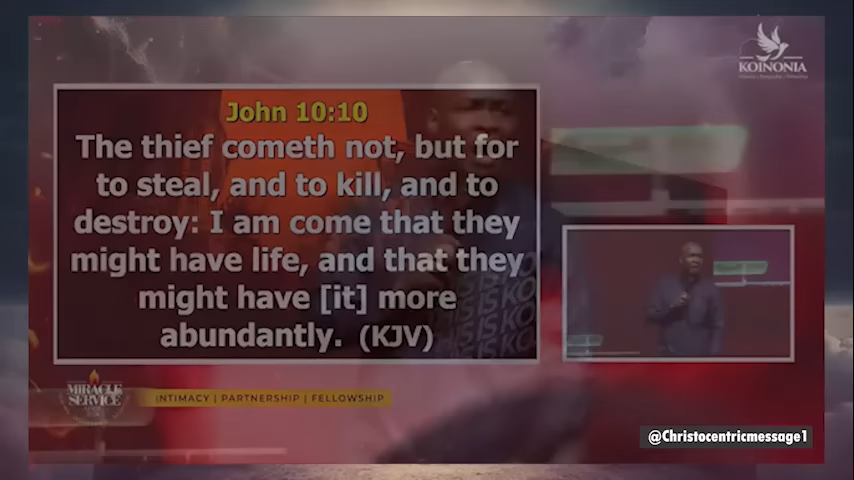 KOINONIA
John 10:10
The thief cometh not, but for
to steal, and to kill, and to
destroy: I am come that they
might have life, and that they
might have [it] more
abundantly. (KJV)
MIRACLE
SERVICE
INTIMACY | PARTNERSHIP | FELLOWSHIP
@Christocentricmessage1